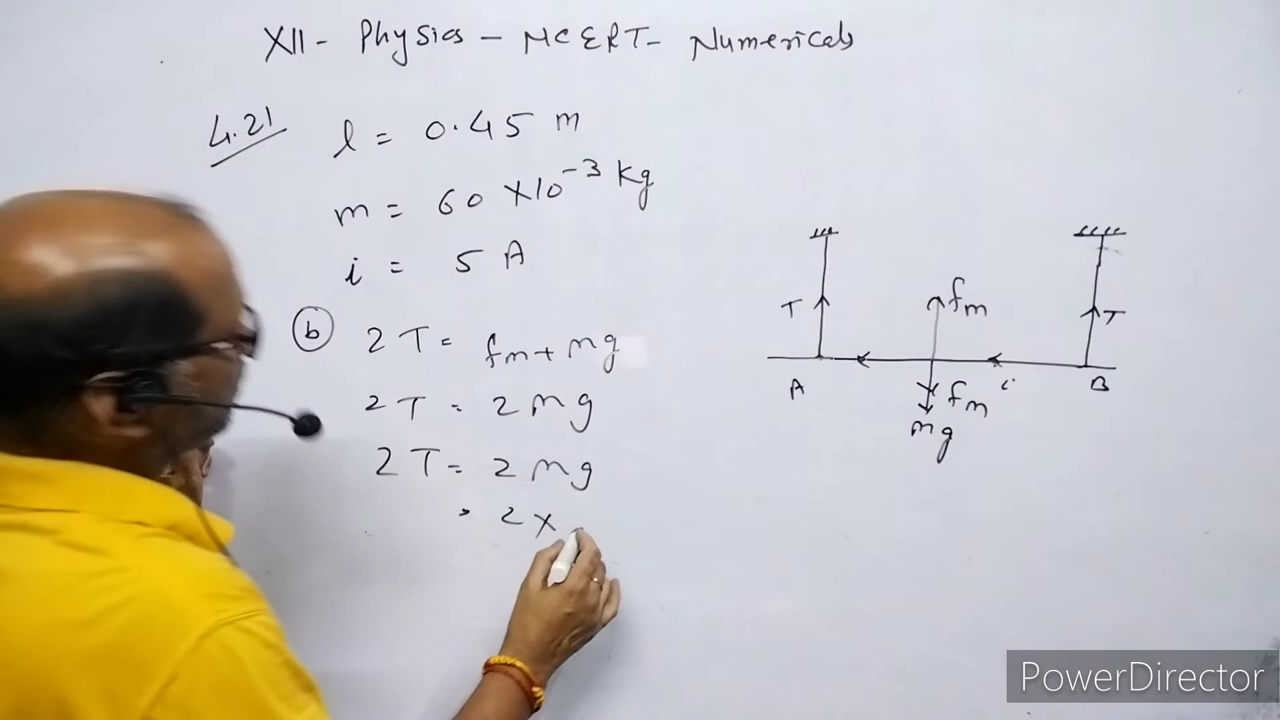 XII - Physics - NCERT - Numericals
4.21
l = 0.45 m
m = 60 × 10⁻³ kg
i = 5 A
(b) 2T = fm + mg
2T = 2mg
2T = 2mg
= 2 ×
T
fm
T
A
i
B
fm
mg
PowerDirector